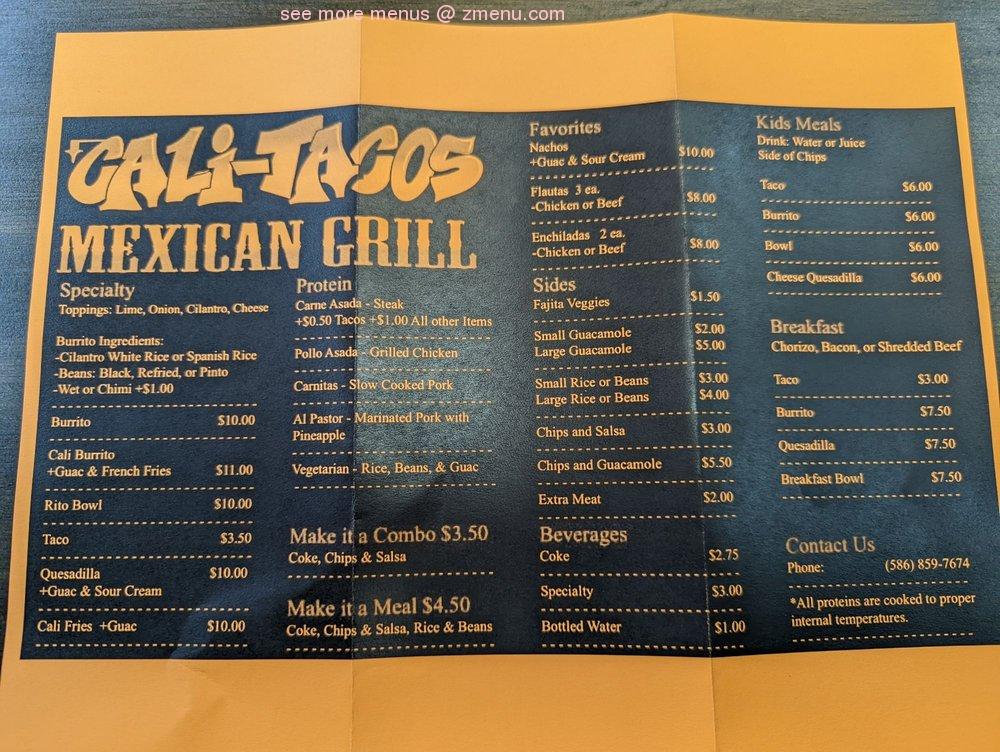 see more menus @ zmenu.com
CALi-TACOS
MEXICAN GRILL
Specialty
Toppings: Lime, Onion, Cilantro, Cheese
Burrito Ingredients:
-Cilantro White Rice or Spanish Rice
-Beans: Black, Refried, or Pinto
-Wet or Chimi +$1.00
Burrito $10.00
Cali Burrito
+Guac & French Fries $11.00
Rito Bowl $10.00
Taco $3.50
Quesadilla $10.00
+Guac & Sour Cream
Cali Fries +Guac $10.00
Protein
Carne Asada - Steak
+$0.50 Tacos +$1.00 All other Items
Pollo Asada - Grilled Chicken
Carnitas - Slow Cooked Pork
Al Pastor - Marinated Pork with
Pineapple
Vegetarian - Rice, Beans, & Guac
Make it a Combo $3.50
Coke, Chips & Salsa
Make it a Meal $4.50
Coke, Chips & Salsa, Rice & Beans
Favorites
Nachos
+Guac & Sour Cream $10.00
Flautas 3 ea.
-Chicken or Beef $8.00
Enchiladas 2 ea.
-Chicken or Beef $8.00
Sides
Fajita Veggies $1.50
Small Guacamole $2.00
Large Guacamole $5.00
Small Rice or Beans $3.00
Large Rice or Beans $4.00
Chips and Salsa $3.00
Chips and Guacamole $5.50
Extra Meat $2.00
Beverages
Coke $2.75
Specialty $3.00
Bottled Water $1.00
Kids Meals
Drink: Water or Juice
Side of Chips
Taco $6.00
Burrito $6.00
Bowl $6.00
Cheese Quesadilla $6.00
Breakfast
Chorizo, Bacon, or Shredded Beef
Taco $3.00
Burrito $7.50
Quesadilla $7.50
Breakfast Bowl $7.50
Contact Us
Phone: (586) 859-7674
*All proteins are cooked to proper
internal temperatures.